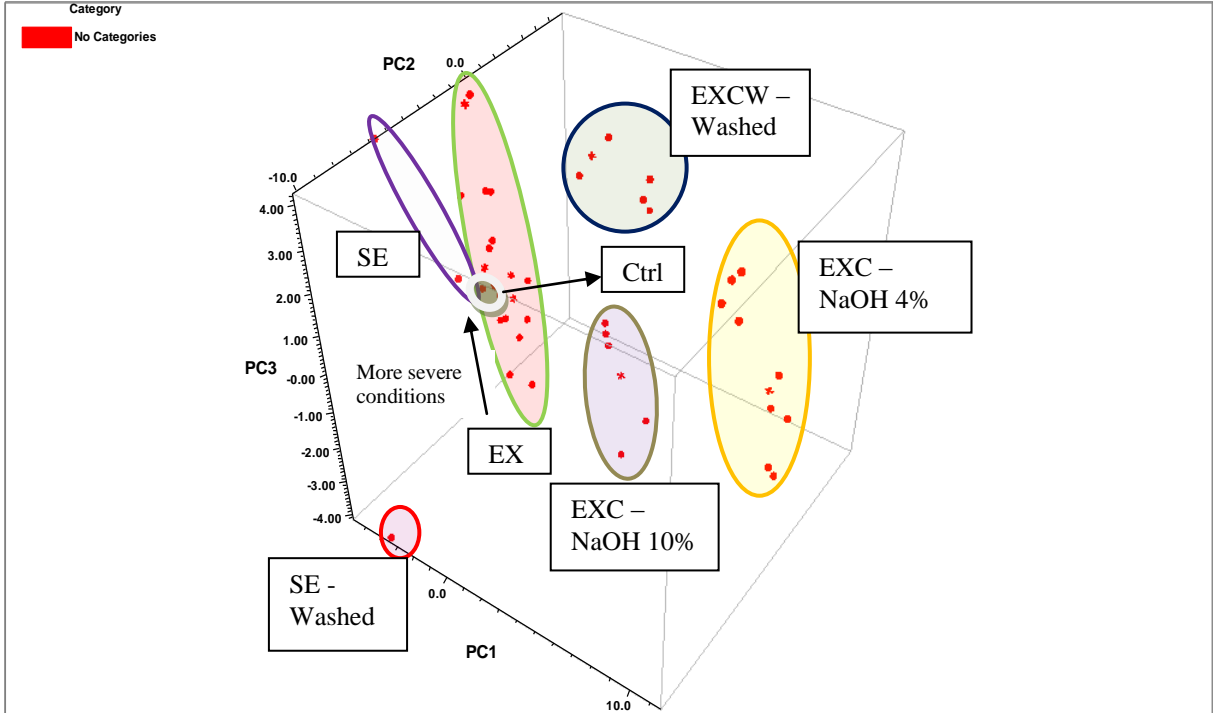 Category
No Categories
PC2
0.0
-10.0
EXCW –
Washed
4.00
3.00
2.00
1.00
-0.00
-1.00
-2.00
-3.00
-4.00
PC3
SE
Ctrl
EXC –
NaOH 4%
More severe
conditions
EX
EXC –
NaOH 10%
SE -
Washed
0.0
PC1
10.0